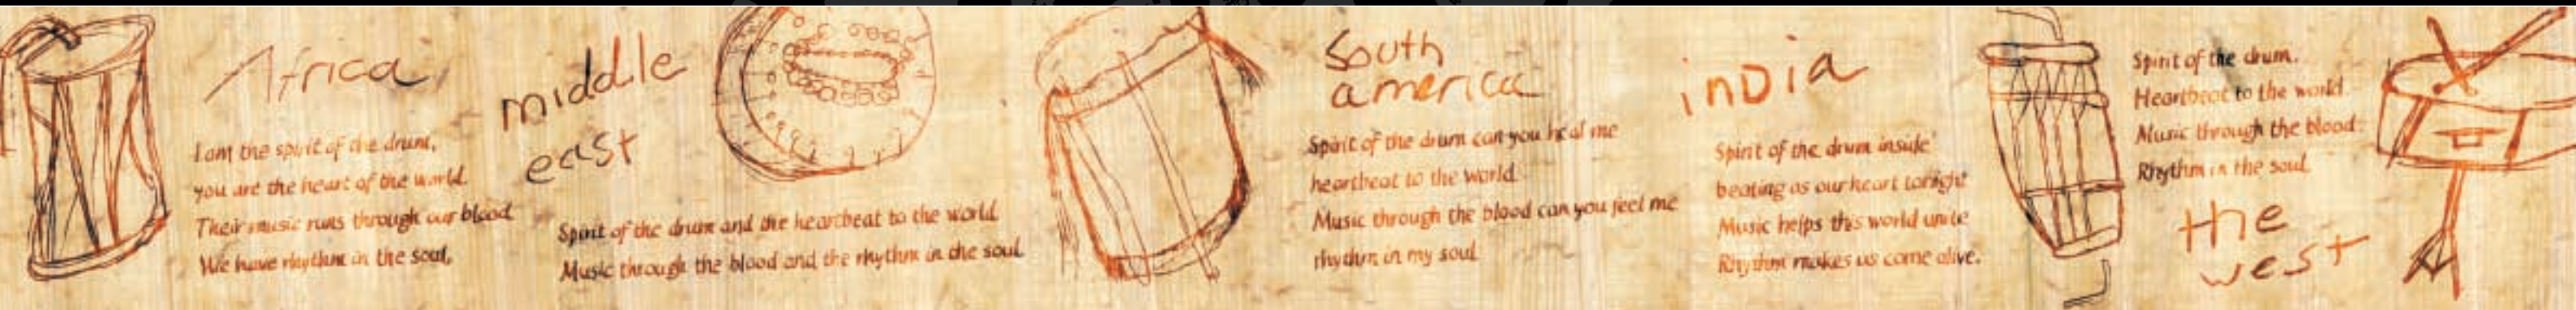 Africa
I am the spirit of the drum,
you are the heart of the world.
Their music runs through our blood
We have rhythm in the soul,
middle
east
Spirit of the drum and the heartbeat to the world
Music through the blood and the rhythm in the soul
South
america
Spirit of the drum can you heal me
heartbeat to the world
Music through the blood can you feel me
rhythm in my soul
inDia
Spirit of the drum inside
beating as our heart tonight
Music helps this world unite
Rhythm makes us come alive.
Spirit of the drum.
Heartbeat to the world
Music through the blood
Rhythm in the soul
the
west